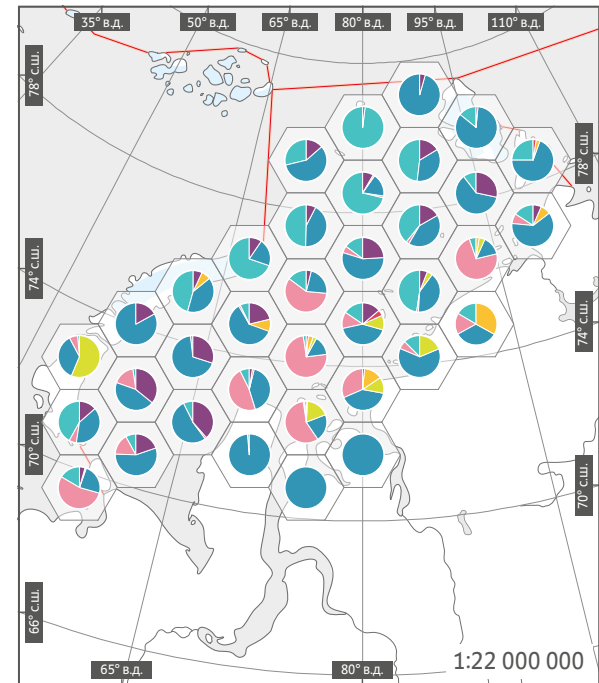 35° в.д. 50° в.д. 65° в.д. 80° в.д. 95° в.д. 110° в.д.
78° с.ш.
78° с.ш.
74° с.ш.
74° с.ш.
70° с.ш.
70° с.ш.
66° с.ш.
65° в.д. 80° в.д.
1:22 000 000